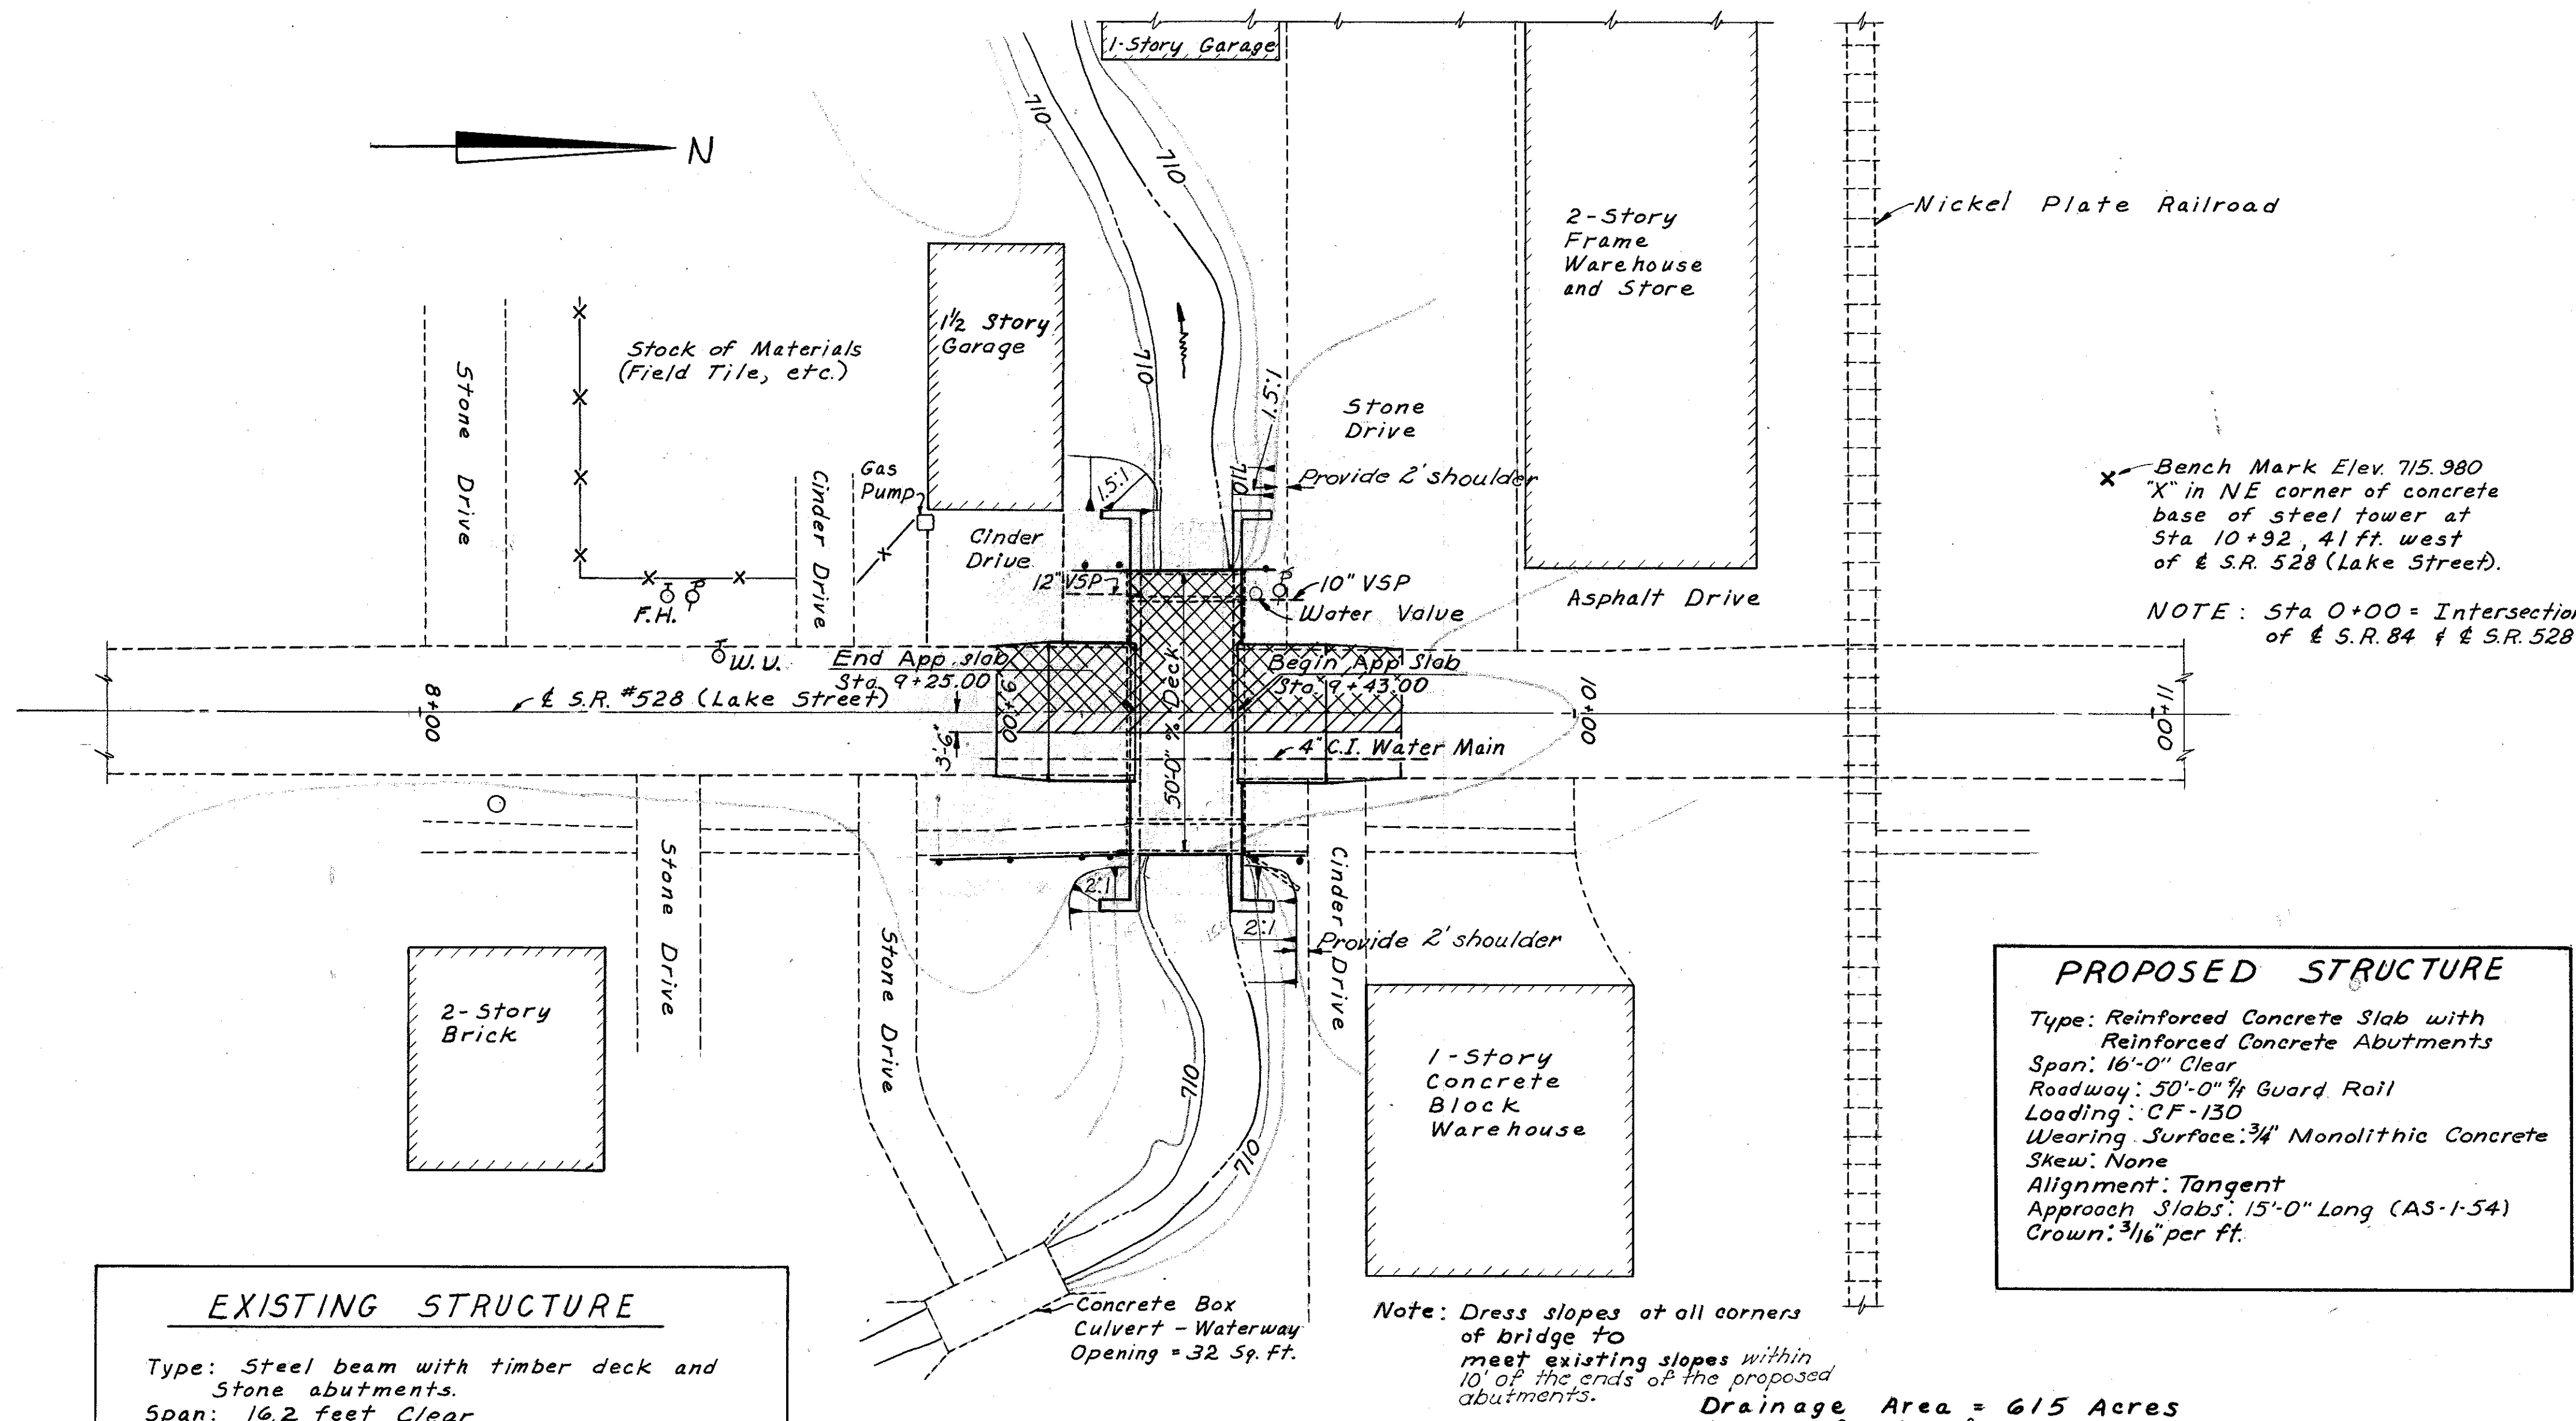 1-Story Garage
710
710
N
Nickel Plate Railroad
2-Story
Frame
Warehouse
and Store
1½ Story
Garage
Stock of Materials
(Field Tile, etc.)
Stone Drive
710
1.5:1
Stone
Drive
Gas
Pump
Cinder Drive
1.5:1
710
Provide 2' shoulder
Bench Mark Elev. 715.980
"X" in NE corner of concrete
base of steel tower at
Sta 10+92, 41 ft. west
of ℄ S.R. 528 (Lake Street).
Cinder
Drive
12" VSP
10" VSP
Water Valve
Asphalt Drive
F.H.
NOTE: Sta 0+00 = Intersection
of ℄ S.R. 84 & ℄ S.R. 528
W.V.
End App. slab
Sta. 9+25.00
Begin App Slab
Sta. 9+43.00
8+00
℄ S.R. #528 (Lake Street)
9+00
50'-0" % Deck
10+00
11+00
3'-6"
4" C.I. Water Main
Stone Drive
Stone Drive
2:1
2:1
Cinder Drive
Provide 2' shoulder
2-Story
Brick
710
710
1-Story
Concrete
Block
Warehouse
PROPOSED STRUCTURE
Type: Reinforced Concrete Slab with
Reinforced Concrete Abutments
Span: 16'-0" Clear
Roadway: 50'-0" f/f Guard Rail
Loading: CF-130
Wearing Surface: 3/4" Monolithic Concrete
Skew: None
Alignment: Tangent
Approach Slabs: 15'-0" Long (AS-1-54)
Crown: 3/16" per ft.
EXISTING STRUCTURE
Type: Steel beam with timber deck and
Stone abutments.
Span: 16.2 feet Clear
Concrete Box
Culvert - Waterway
Opening = 32 Sq. Ft.
Note: Dress slopes at all corners
of bridge to
meet existing slopes within
10' of the ends of the proposed
abutments.
Drainage Area = 615 Acres